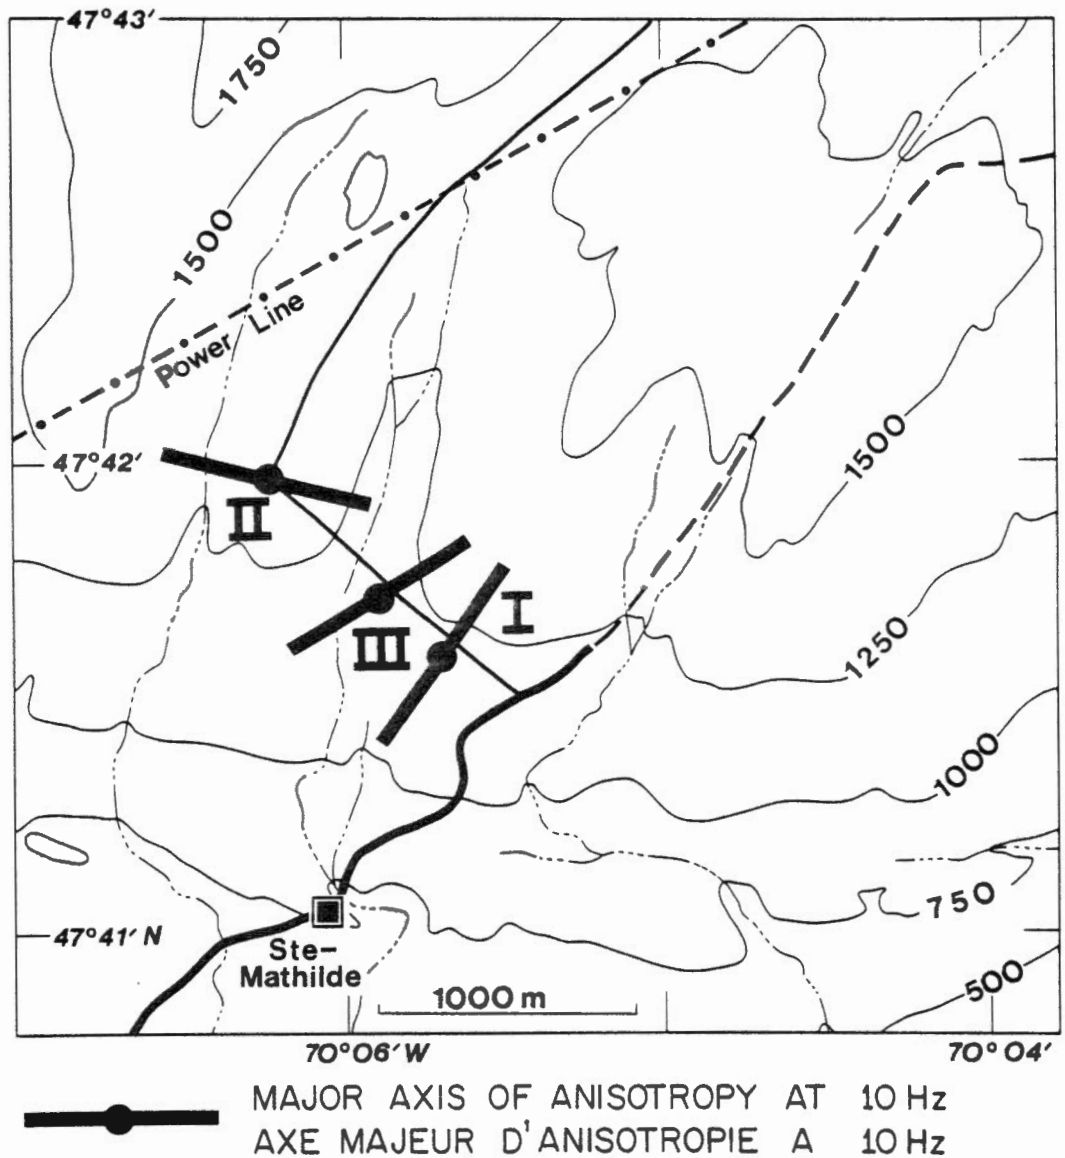 47°43'
1750
1500
Power Line
47°42'
1500
II
I
III
1250
1000
750
47°41' N
Ste-
Mathilde
500
1000 m
70°06' W
70°04'
MAJOR AXIS OF ANISOTROPY AT 10 Hz
AXE MAJEUR D'ANISOTROPIE A 10 Hz